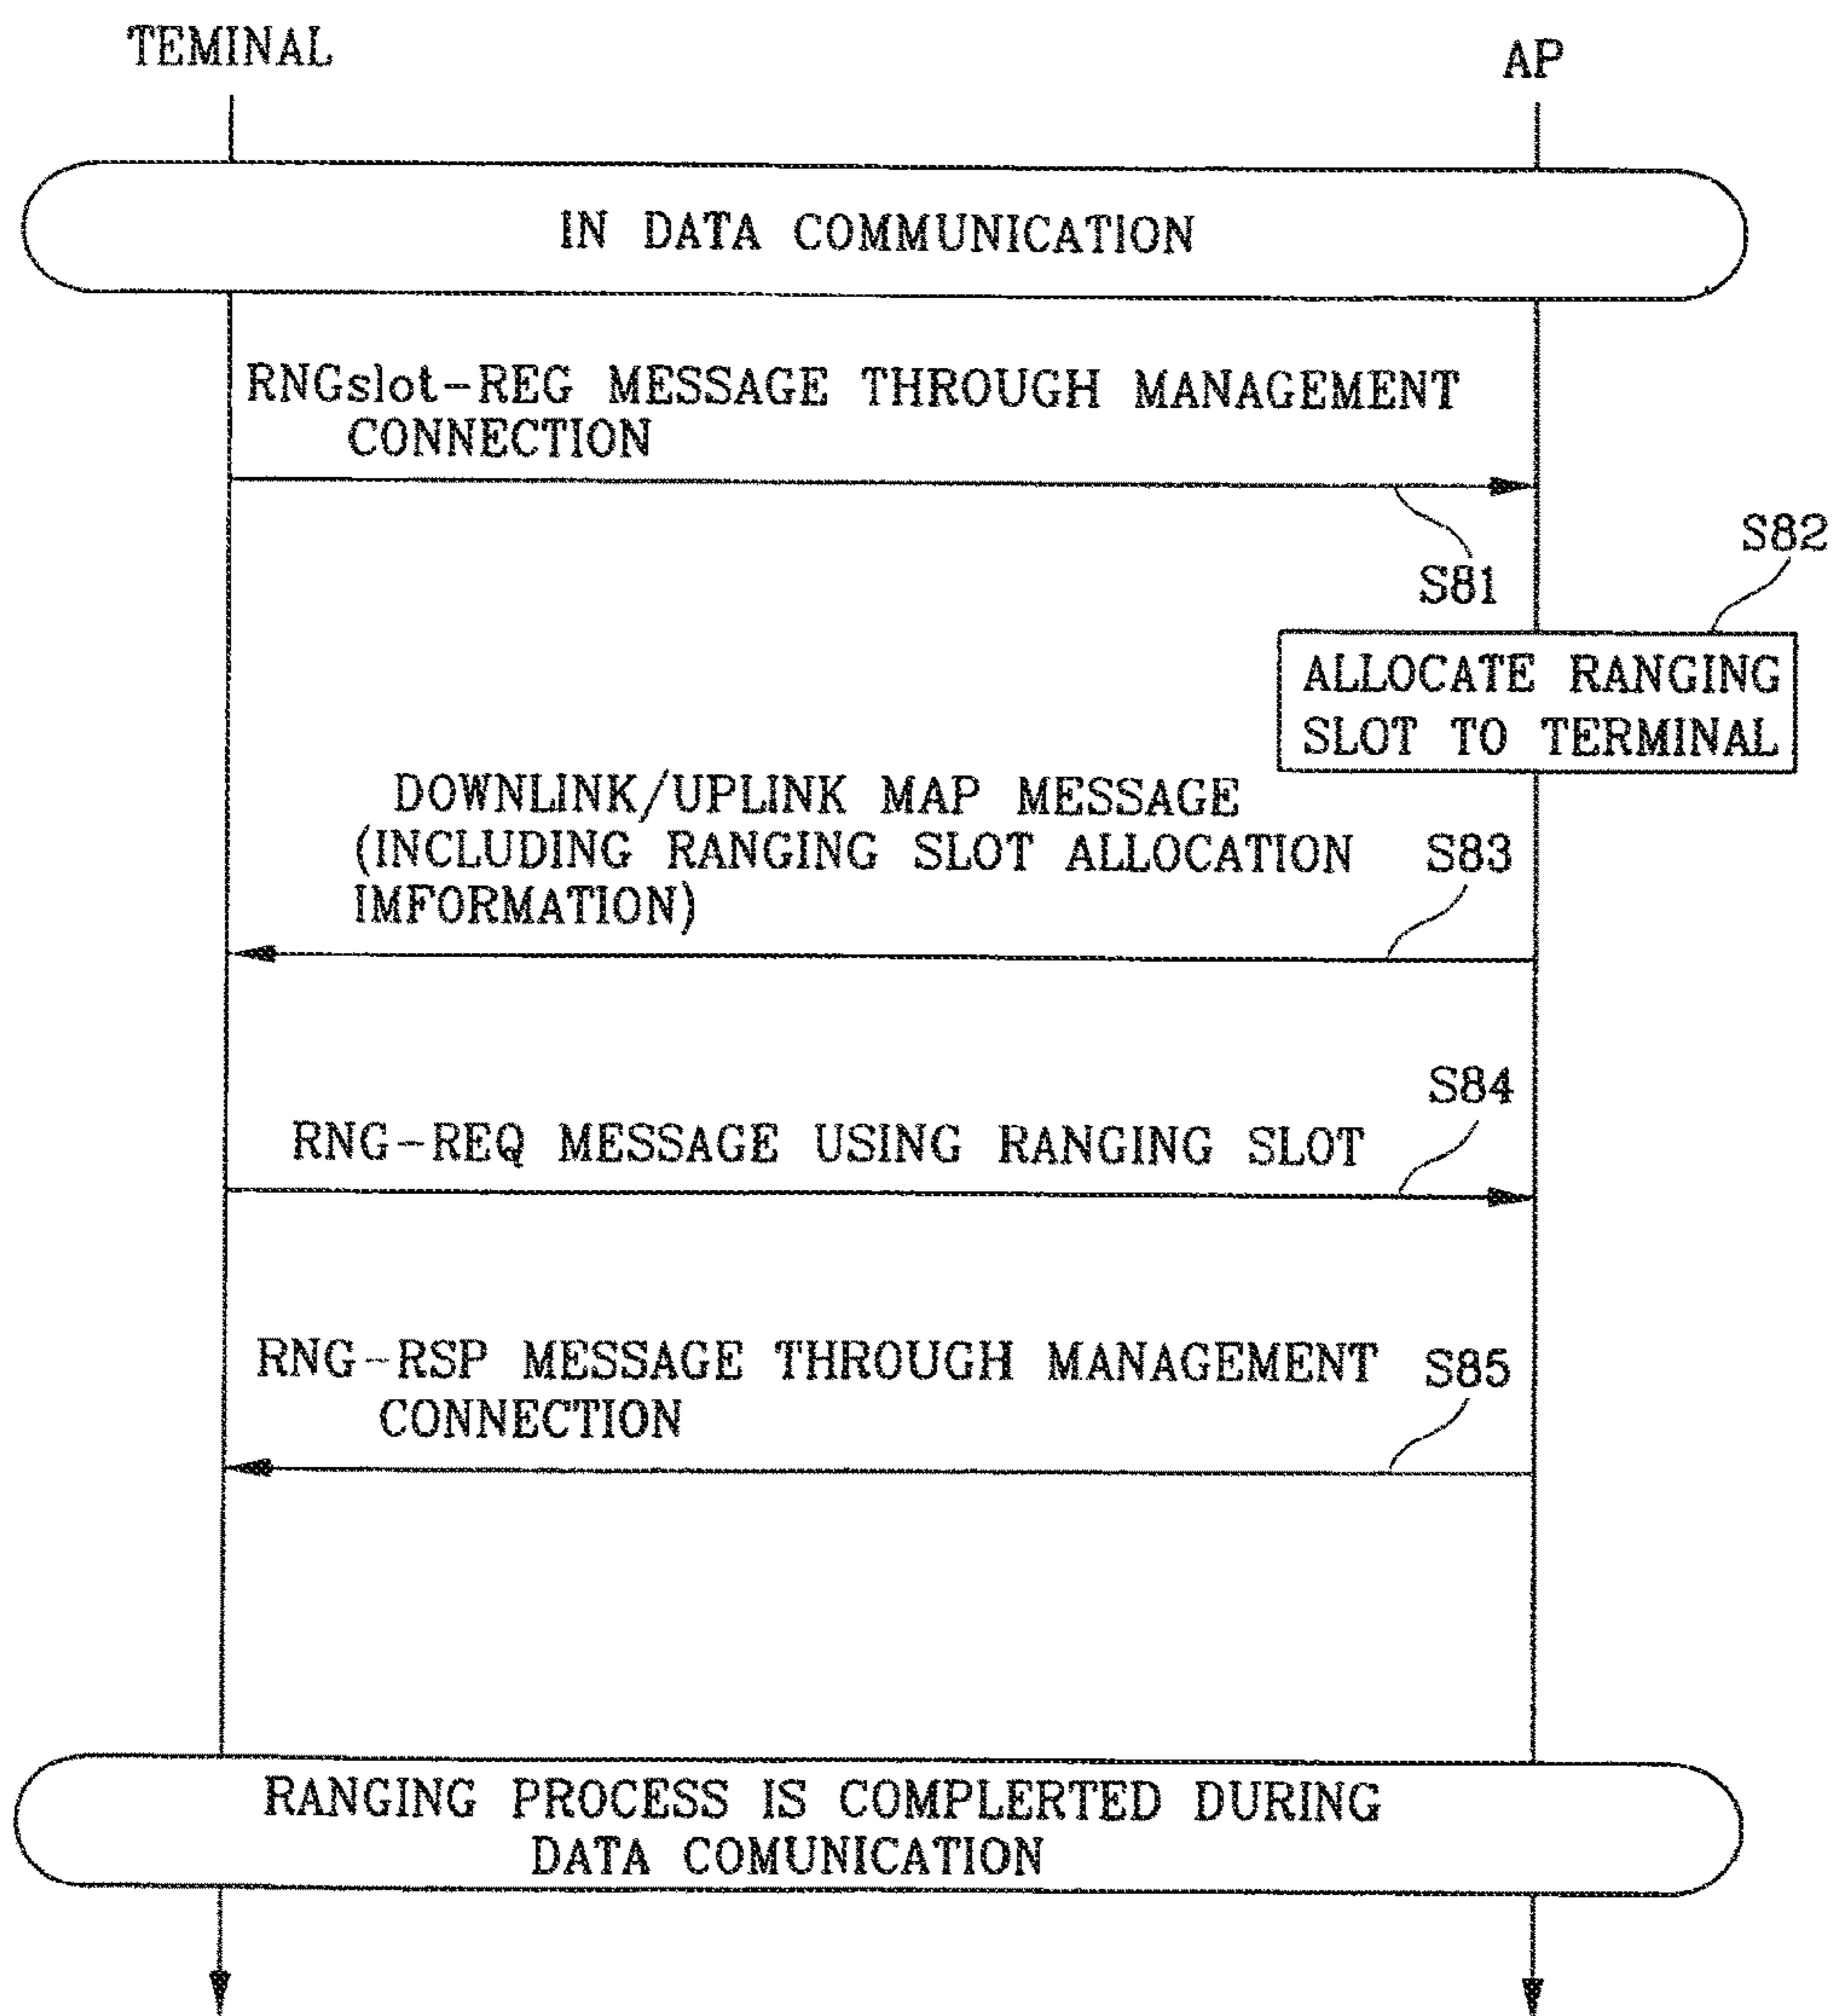 TEMINAL
AP
IN DATA COMMUNICATION
RNGslot-REG MESSAGE THROUGH MANAGEMENT
CONNECTION
S81
S82
ALLOCATE RANGING
SLOT TO TERMINAL
DOWNLINK/UPLINK MAP MESSAGE
(INCLUDING RANGING SLOT ALLOCATION
IMFORMATION)
S83
S84
RNG-REQ MESSAGE USING RANGING SLOT
RNG-RSP MESSAGE THROUGH MANAGEMENT
CONNECTION
S85
RANGING PROCESS IS COMPLERTED DURING
DATA COMUNICATION